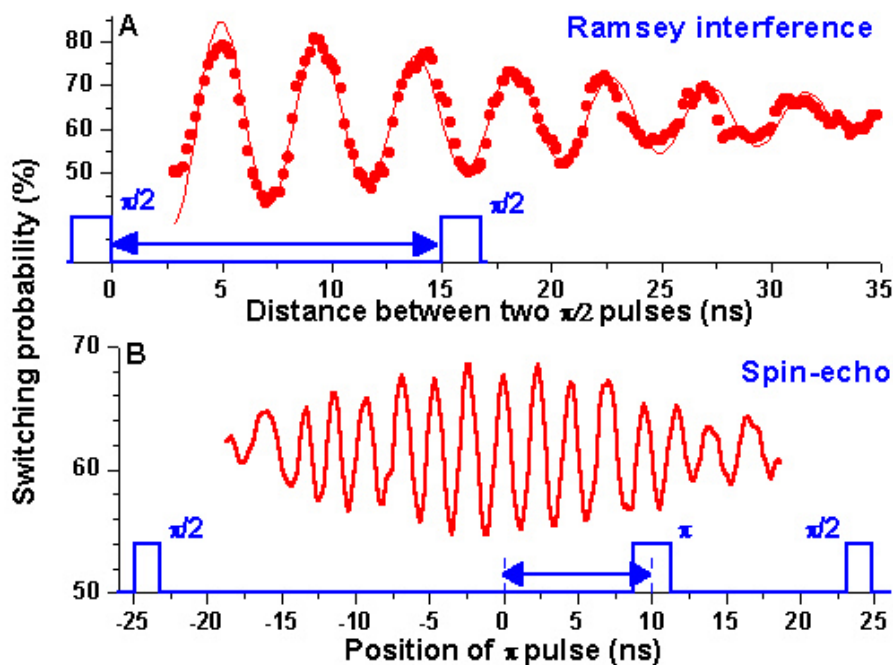 A
Ramsey interference
80
70
60
50
π/2
π/2
0 5 10 15 20 25 30 35
Distance between two π/2 pulses (ns)
Switching probability (%)
70
B
Spin-echo
60
π/2
π
π/2
50
-25 -20 -15 -10 -5 0 5 10 15 20 25
Position of π pulse (ns)